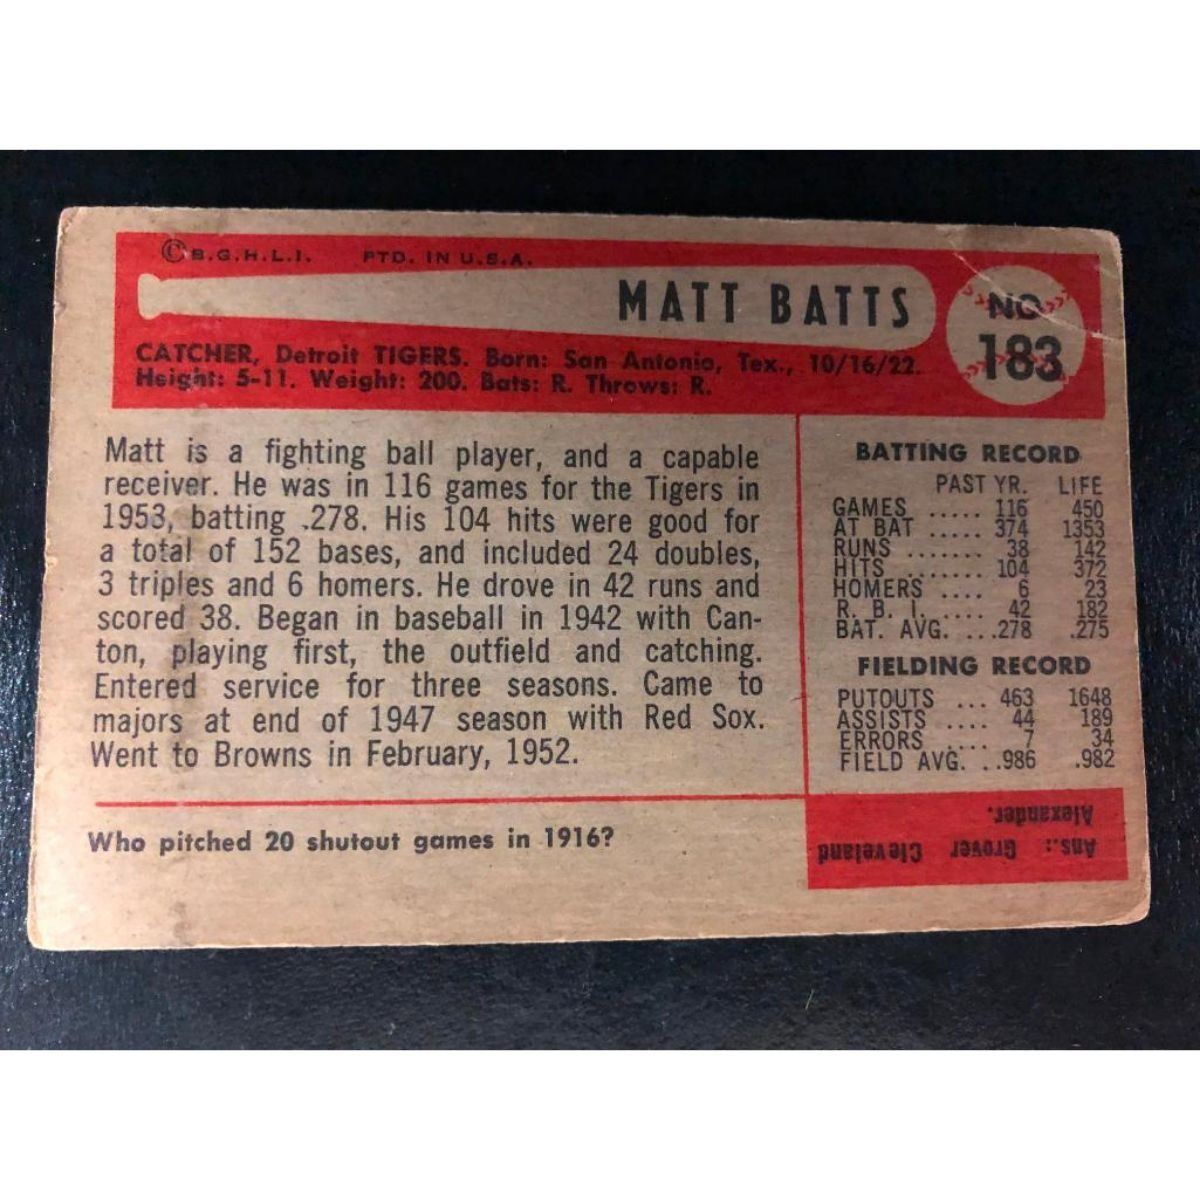 ©B.G.H.L.I. PTD. IN U.S.A.
MATT BATTS
NO.
183
CATCHER, Detroit TIGERS. Born: San Antonio, Tex., 10/16/22.
Height: 5-11. Weight: 200. Bats: R. Throws: R.
Matt is a fighting ball player, and a capable
receiver. He was in 116 games for the Tigers in
1953, batting .278. His 104 hits were good for
a total of 152 bases, and included 24 doubles,
3 triples and 6 homers. He drove in 42 runs and
scored 38. Began in baseball in 1942 with Can-
ton, playing first, the outfield and catching.
Entered service for three seasons. Came to
majors at end of 1947 season with Red Sox.
Went to Browns in February, 1952.
BATTING RECORD
PAST YR. LIFE
GAMES ..... 116 450
AT BAT ..... 374 1353
RUNS ....... 38 142
HITS ........ 104 372
HOMERS .... 6 23
R. B. I. ..... 42 182
BAT. AVG. ...278 .275
FIELDING RECORD
PUTOUTS ... 463 1648
ASSISTS .... 44 189
ERRORS .... 7 34
FIELD AVG. ..986 .982
Who pitched 20 shutout games in 1916?
Ans.: Grover Cleveland
Alexander.